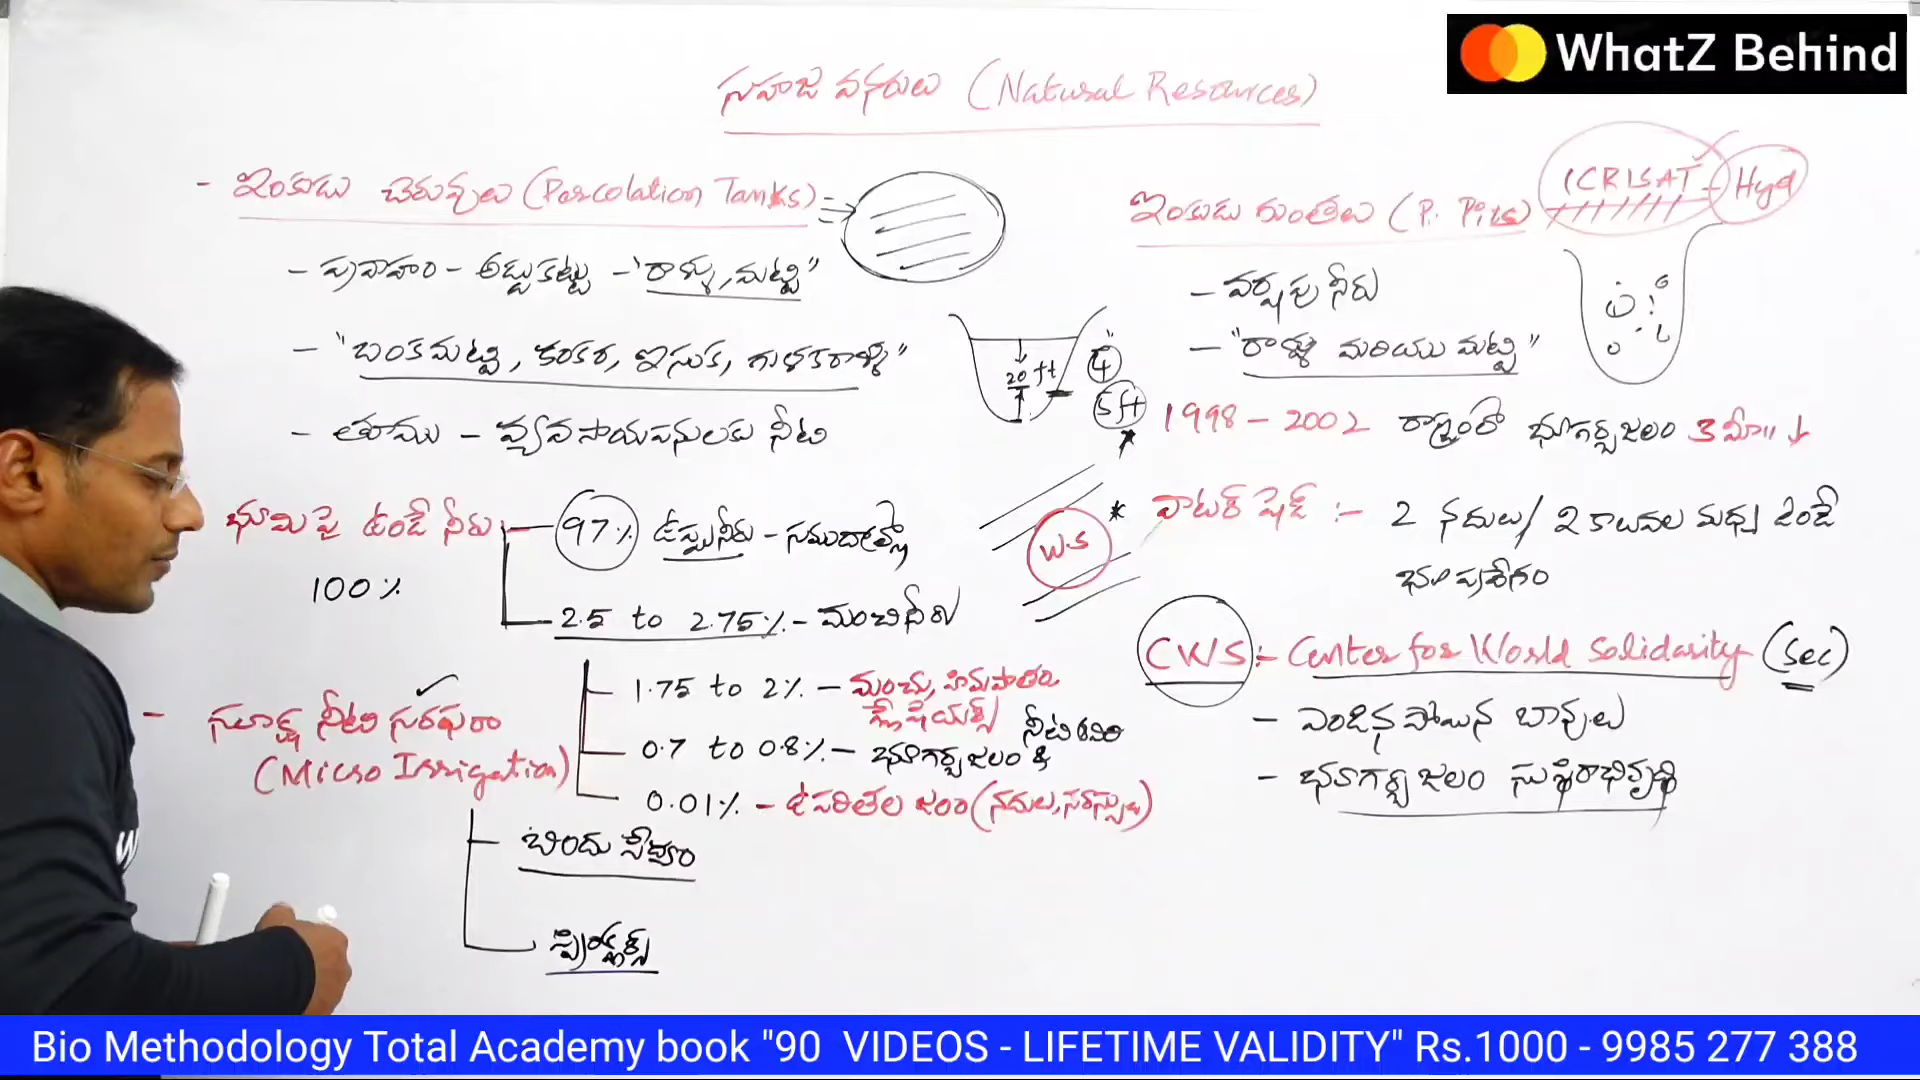 WhatZ Behind
సహజ వనరులు (Natural Resources)
- ఇంకుడు చెరువులు (Percolation Tanks)
- ప్రవాహం - అడ్డుకట్టు - "రాళ్ళు, మట్టి"
- "బంకమట్టి, కంకర, ఇసుక, గులకరాళ్ళు"
20 ft
4
5ft
- తూము - వ్యవసాయపనులకు నీటి
భూమిపై ఉండే నీరు
100%
97% ఉప్పునీరు - సముద్రాల్లో
2.5 to 2.75% - మంచినీరు
1.75 to 2% - మంచు, హిమపాతం
గ్లేషియర్స్
0.7 to 0.8% - భూగర్భజలం &
నీటి ఆవిరి
0.01% - ఉపరితల జలం (నదులు, సరస్సులు)
- సూక్ష్మ నీటి సరఫరా
(Micro Irrigation)
బిందు సేద్యం
స్ప్రింక్లర్స్
ఇంకుడు గుంతలు (P. Pits)
ICRISAT - Hyd
- వర్షపు నీరు
- "రాళ్ళు మరియు మట్టి"
1998 - 2002 రాష్ట్రంలో భూగర్భజలం 3 మీ॥ ↓
W.S
* వాటర్ షెడ్ :- 2 నదులు/ 2 కాలువల మధ్య ఉండే
భూ ప్రదేశం
CWS :- Center for World Solidarity (Sec)
- ఎండిన పోయిన బావులు
- భూగర్భ జలం సుస్థిరాభివృద్ధి
Bio Methodology Total Academy book "90 VIDEOS - LIFETIME VALIDITY" Rs.1000 - 9985 277 388